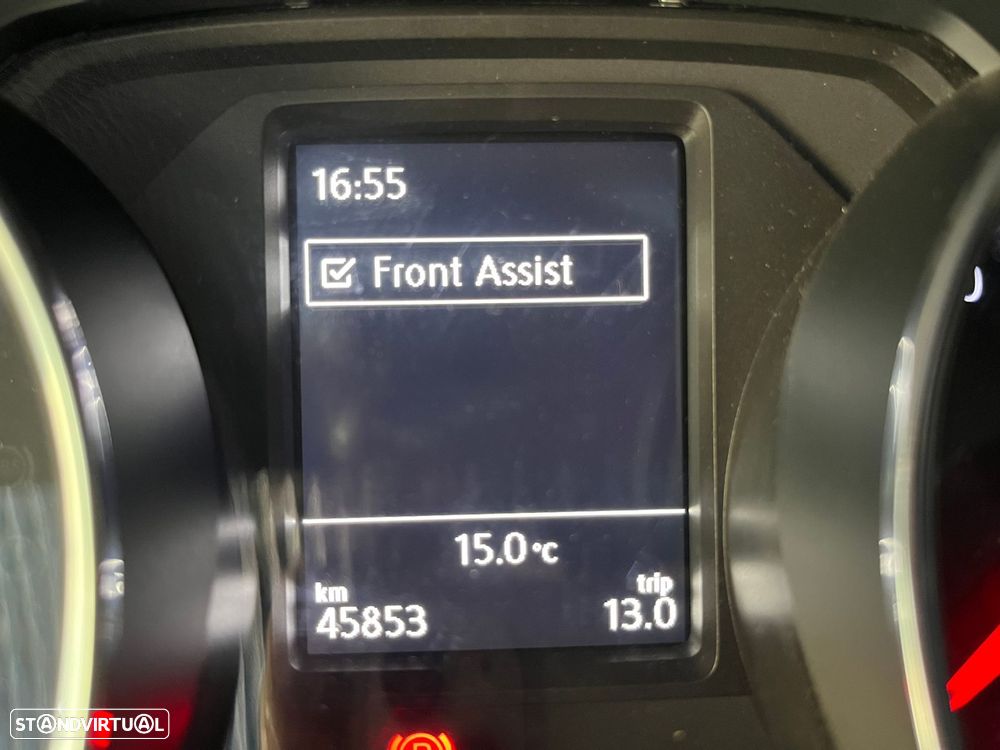 16:55
Front Assist
15.0°C
km
trip
45853
13.0
STANDVIRTUAL